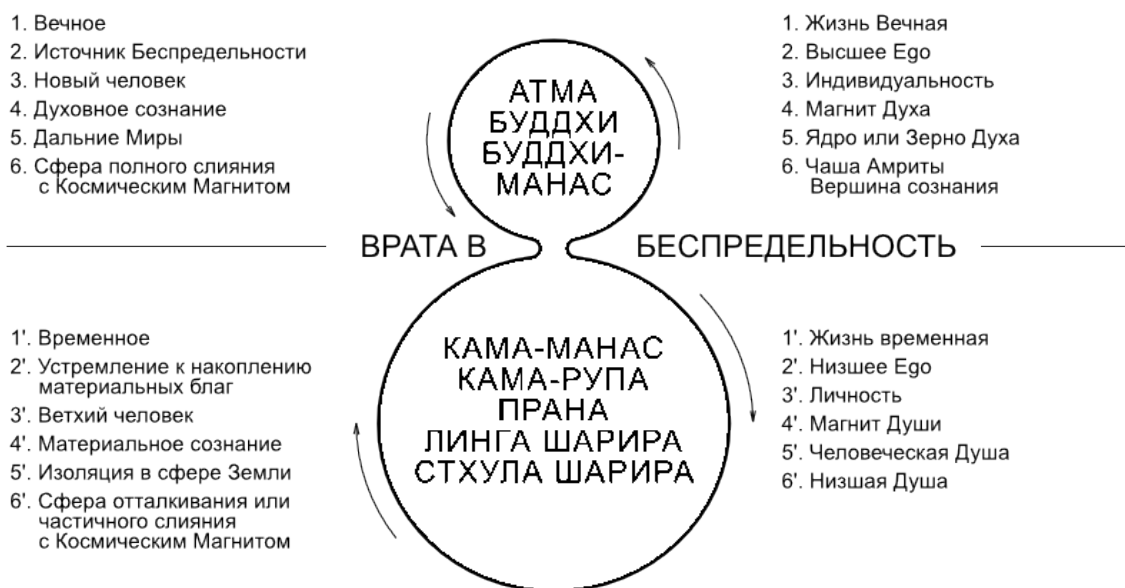 1. Вечное
2. Источник Беспредельности
3. Новый человек
4. Духовное сознание
5. Дальние Миры
6. Сфера полного слияния
с Космическим Магнитом
АТМА
БУДДХИ
БУДДХИ-
МАНАС
1. Жизнь Вечная
2. Высшее Ego
3. Индивидуальность
4. Магнит Духа
5. Ядро или Зерно Духа
6. Чаша Амриты
Вершина сознания
ВРАТА В БЕСПРЕДЕЛЬНОСТЬ
1'. Временное
2'. Устремление к накоплению
материальных благ
3'. Ветхий человек
4'. Материальное сознание
5'. Изоляция в сфере Земли
6'. Сфера отталкивания или
частичного слияния
с Космическим Магнитом
КАМА-МАНАС
КАМА-РУПА
ПРАНА
ЛИНГА ШАРИРА
СТХУЛА ШАРИРА
1'. Жизнь временная
2'. Низшее Ego
3'. Личность
4'. Магнит Души
5'. Человеческая Душа
6'. Низшая Душа